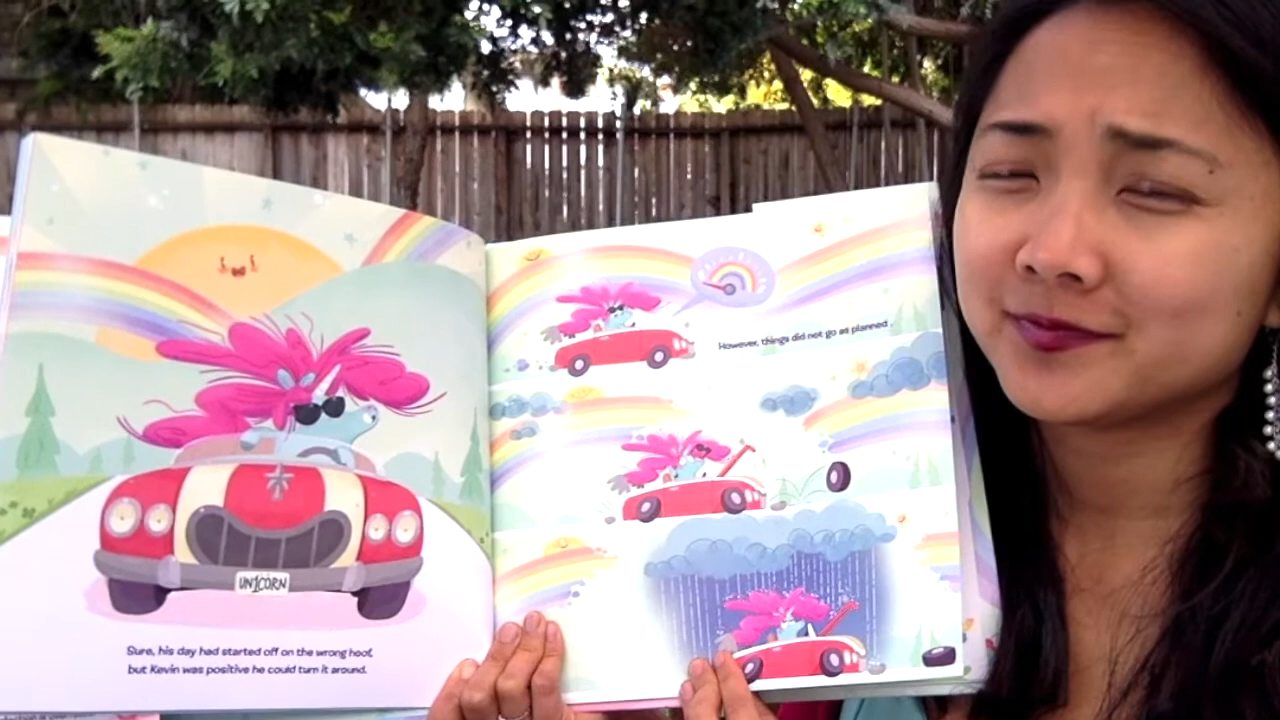 UN1CORN
Sure, his day had started off on the wrong hoof,
but Kevin was positive he could turn it around.
However, things did not go as planned.